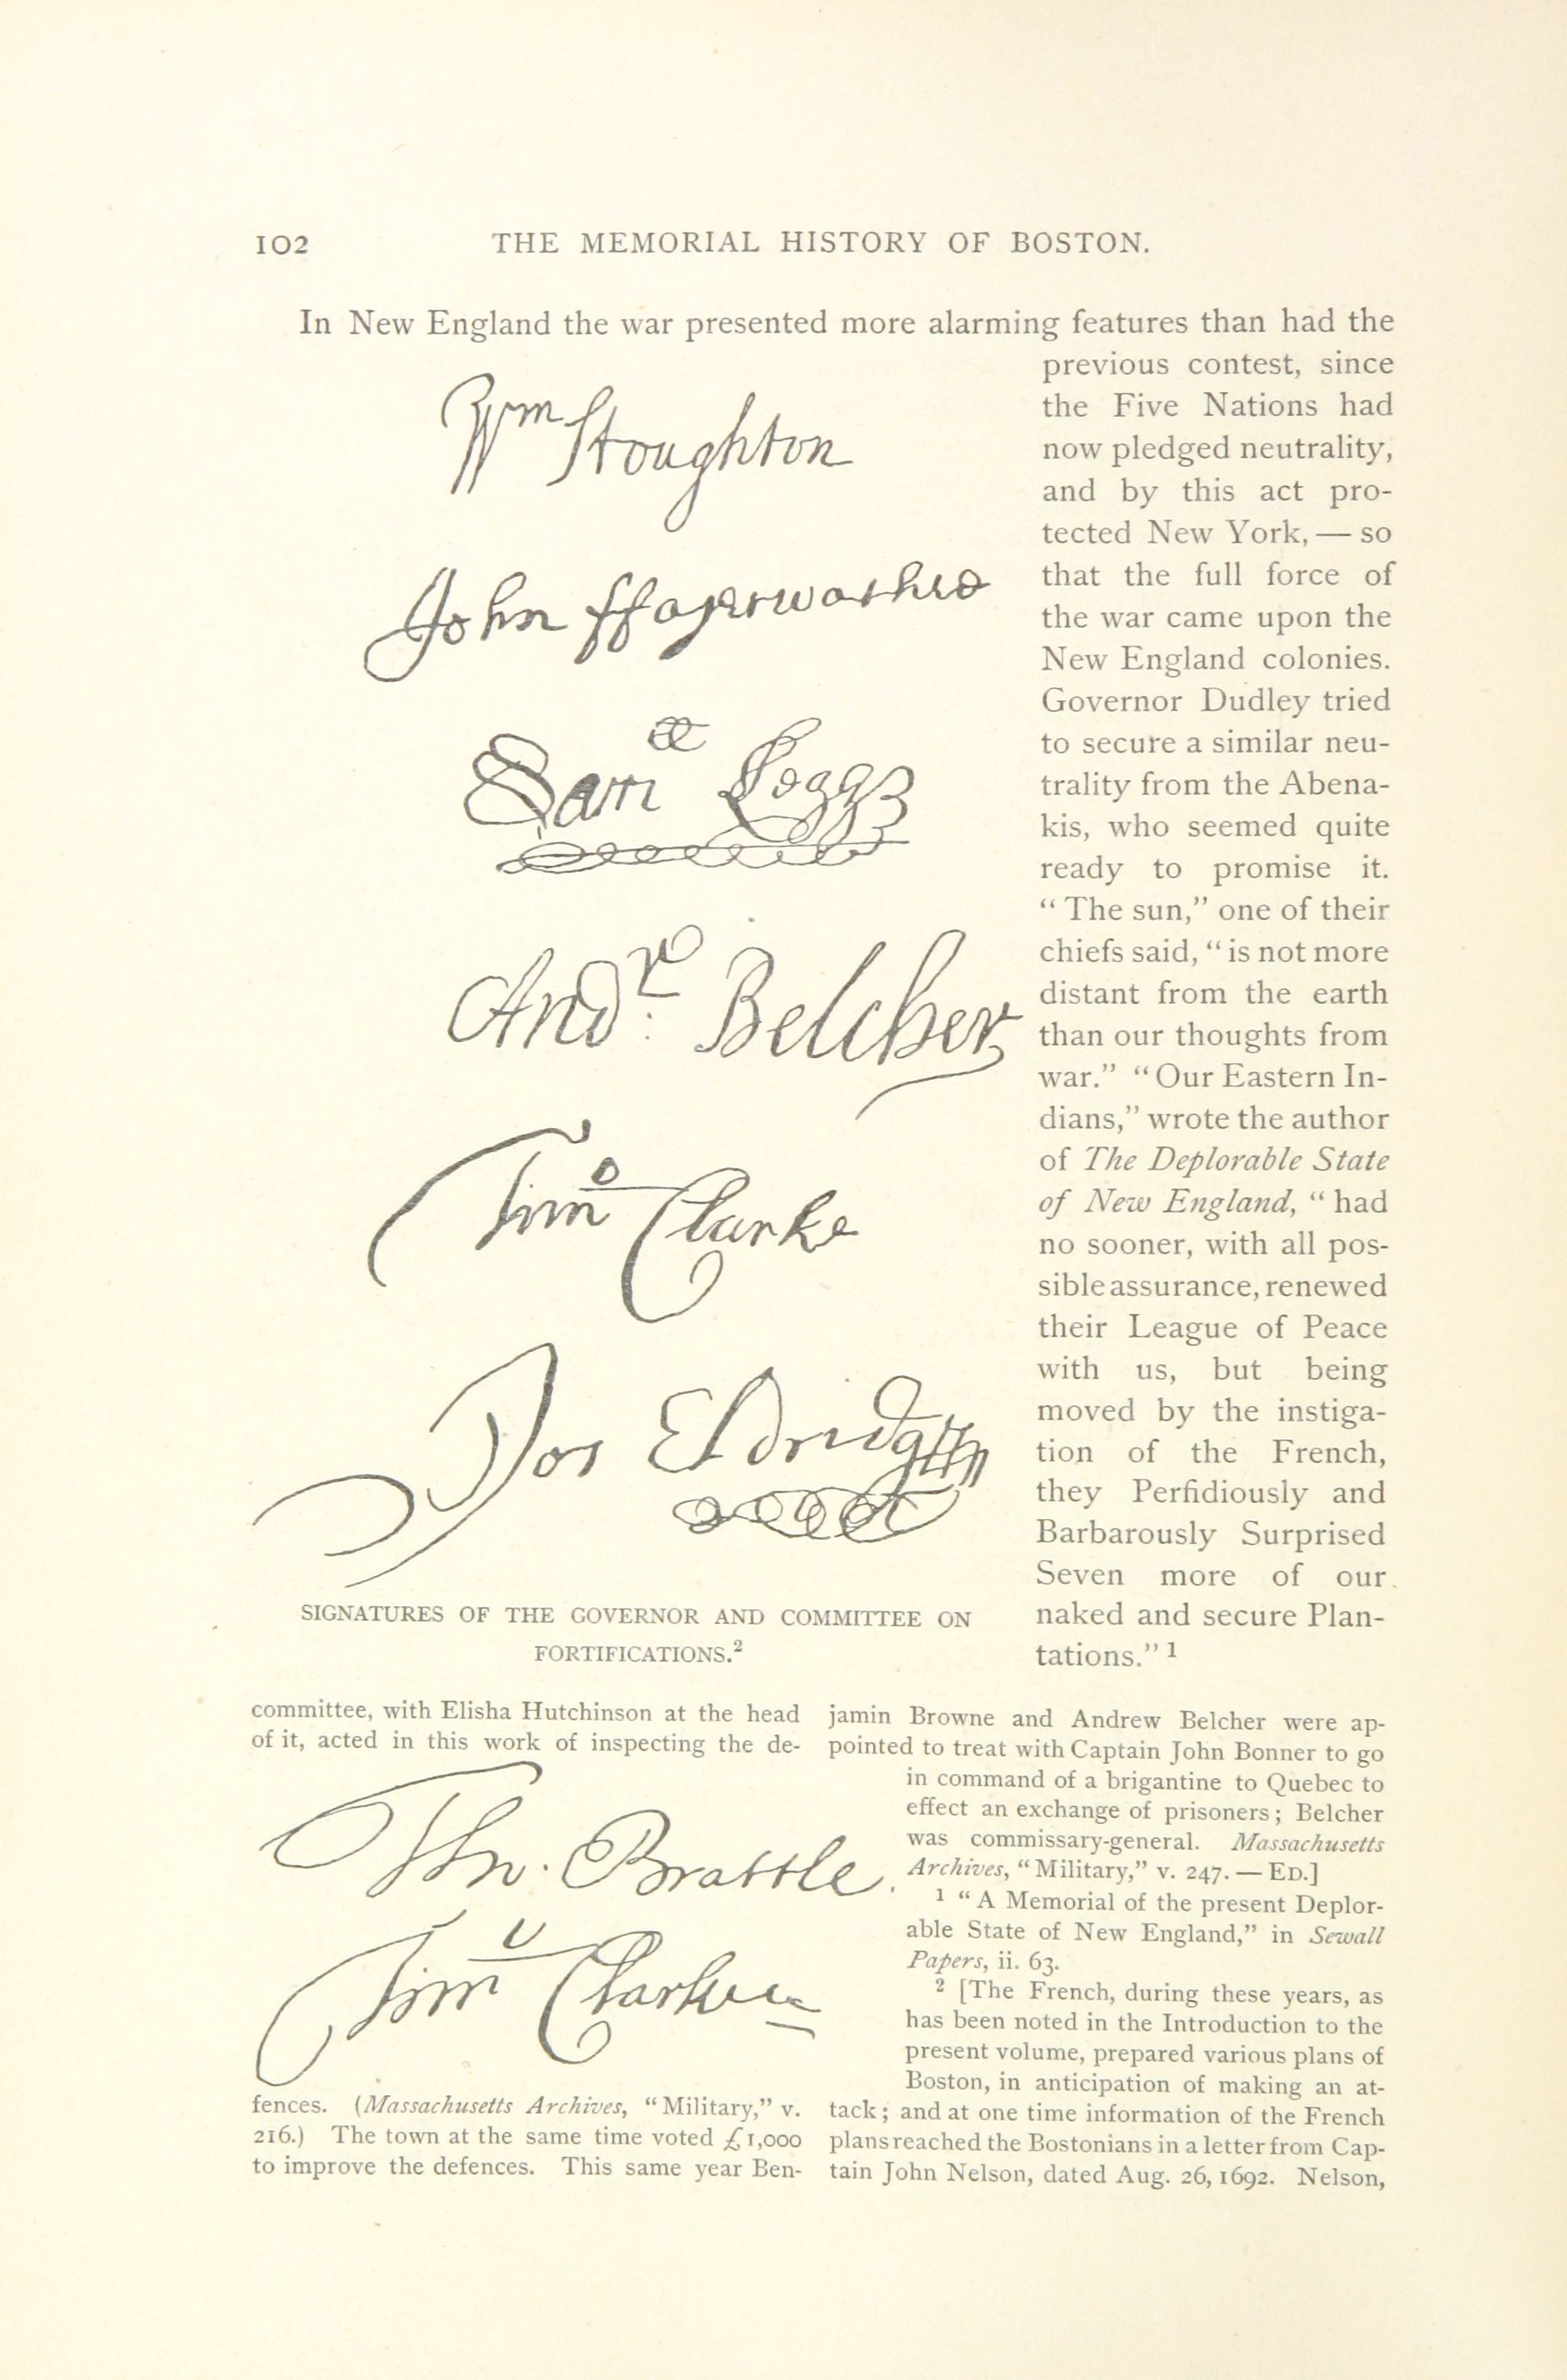 102 THE MEMORIAL HISTORY OF BOSTON.
In New England the war presented more alarming features than had the
previous contest, since
the Five Nations had
now pledged neutrality,
and by this act pro-
tected New York, — so
that the full force of
the war came upon the
New England colonies.
Governor Dudley tried
to secure a similar neu-
trality from the Abena-
kis, who seemed quite
ready to promise it.
“The sun,” one of their
chiefs said, “is not more
distant from the earth
than our thoughts from
war.” “Our Eastern In-
dians,” wrote the author
of The Deplorable State
of New England, “had
no sooner, with all pos-
sible assurance, renewed
their League of Peace
with us, but being
moved by the instiga-
tion of the French,
they Perfidiously and
Barbarously Surprised
Seven more of our
naked and secure Plan-
tations.” 1
Wm Stoughton
John
Sam Legg
Andr Belcher
Timo Clarke
Jos Eldridg
SIGNATURES OF THE GOVERNOR AND COMMITTEE ON
FORTIFICATIONS.2
committee, with Elisha Hutchinson at the head
of it, acted in this work of inspecting the de-
Tho. Brattle.
Tim Clarke
fences. (Massachusetts Archives, “Military,” v.
216.) The town at the same time voted £1,000
to improve the defences. This same year Ben-
jamin Browne and Andrew Belcher were ap-
pointed to treat with Captain John Bonner to go
in command of a brigantine to Quebec to
effect an exchange of prisoners; Belcher
was commissary-general. Massachusetts
Archives, “Military,” v. 247. — ED.]
1 “A Memorial of the present Deplor-
able State of New England,” in Sewall
Papers, ii. 63.
2 [The French, during these years, as
has been noted in the Introduction to the
present volume, prepared various plans of
Boston, in anticipation of making an at-
tack; and at one time information of the French
plans reached the Bostonians in a letter from Cap-
tain John Nelson, dated Aug. 26, 1692. Nelson,